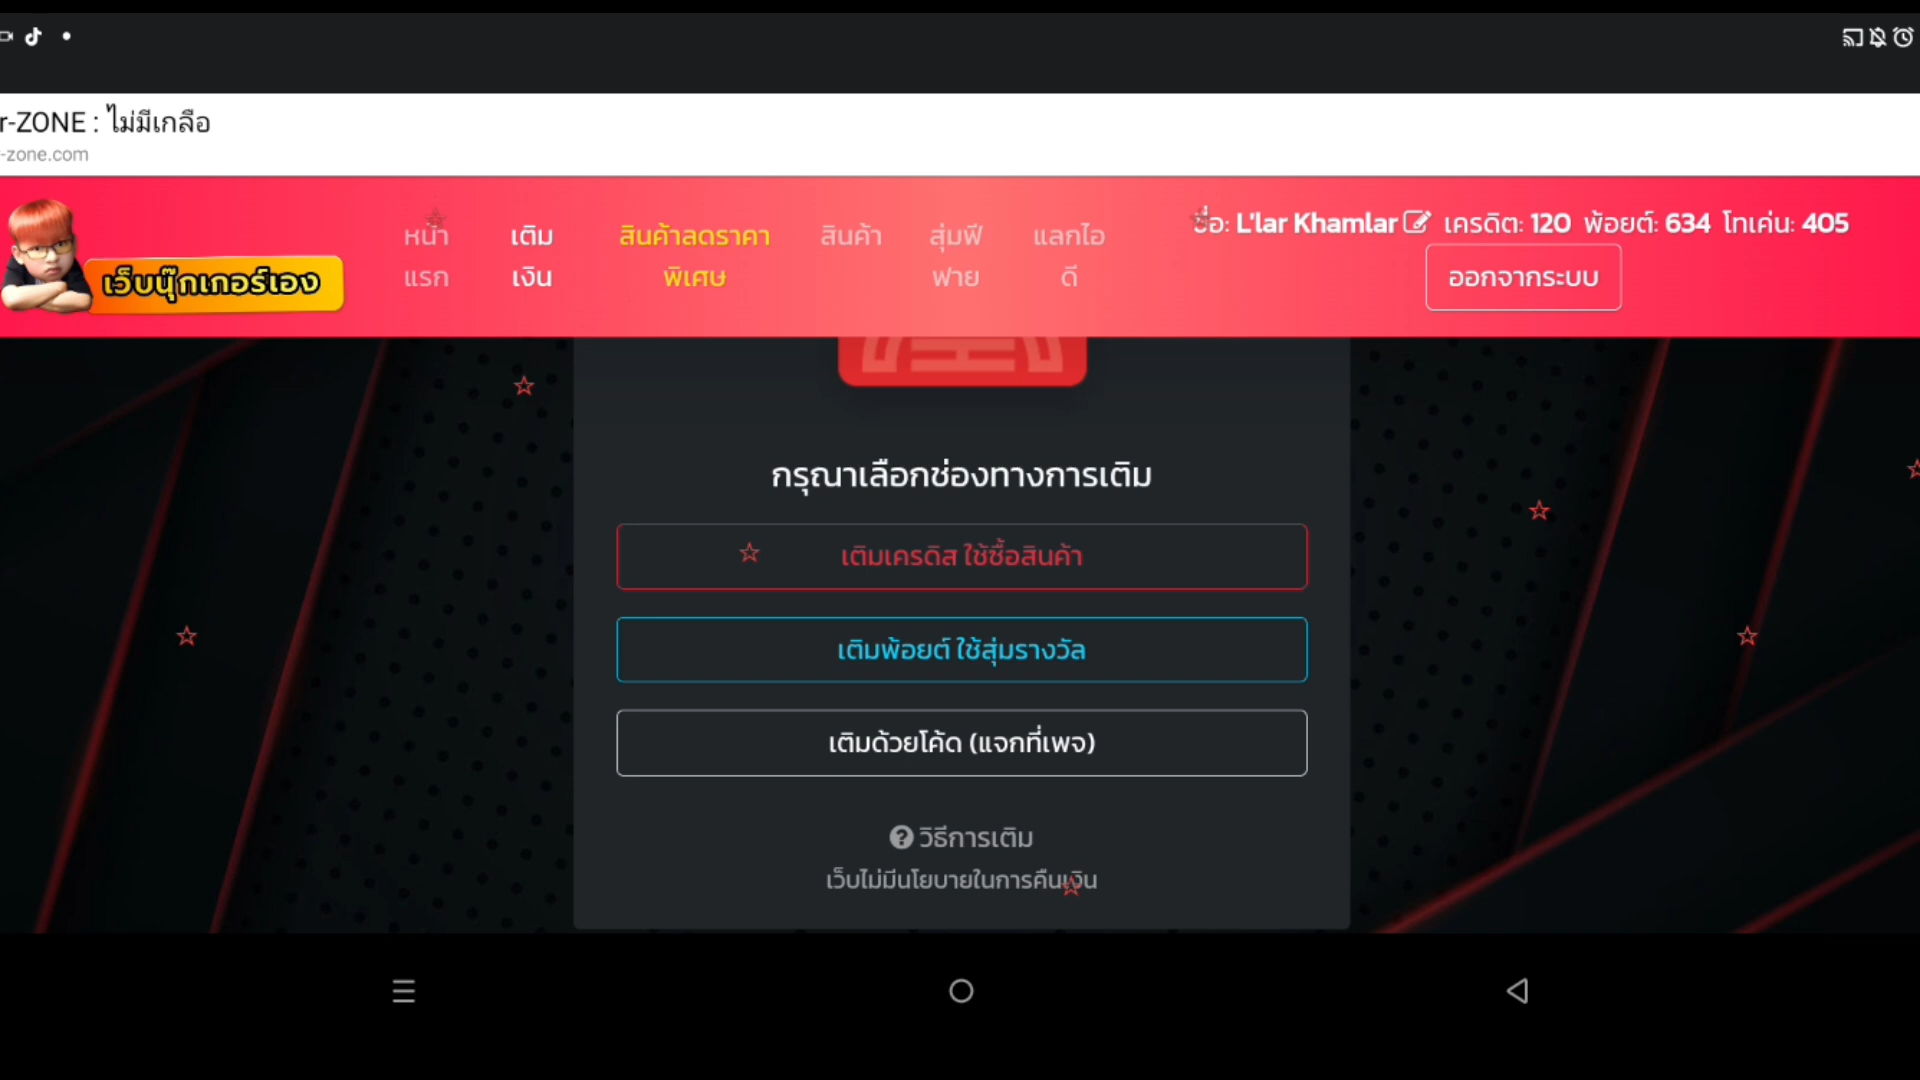 r-ZONE : ไม่มีเกลือ
-zone.com
เว็บนุ๊กเกอร์เอง
หน้า
แรก
เติม
เงิน
สินค้าลดราคา
พิเศษ
สินค้า
สุ่มฟี
ฟาย
แลกไอ
ดี
ชื่อ: L'lar Khamlar เครดิต: 120 พ้อยต์: 634 โทเค่น: 405
ออกจากระบบ
กรุณาเลือกช่องทางการเติม
เติมเครดิส ใช้ซื้อสินค้า
เติมพ้อยต์ ใช้สุ่มรางวัล
เติมด้วยโค้ด (แจกที่เพจ)
วิธีการเติม
เว็บไม่มีนโยบายในการคืนเงิน